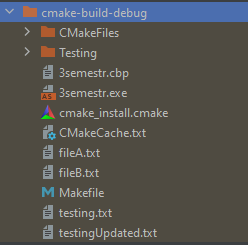 cmake-build-debug
CMakeFiles
Testing
3semestr.cbp
3semestr.exe
cmake_install.cmake
CMakeCache.txt
fileA.txt
fileB.txt
Makefile
testing.txt
testingUpdated.txt